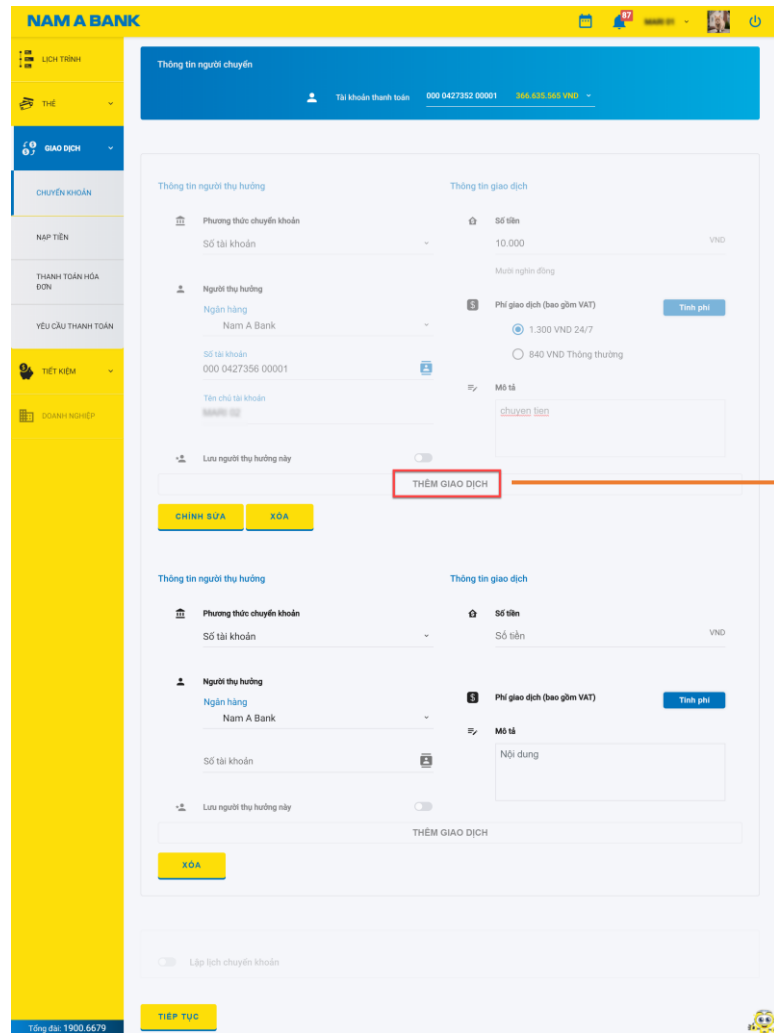 NAM A BANK
87
LỊCH TRÌNH
THẺ
GIAO DỊCH
CHUYỂN KHOẢN
NẠP TIỀN
THANH TOÁN HÓA
ĐƠN
YÊU CẦU THANH TOÁN
TIẾT KIỆM
DOANH NGHIỆP
Tổng đài: 1900.6679
Thông tin người chuyển
Tài khoản thanh toán 000 0427352 00001 366.635.565 VND
Thông tin người thụ hưởng
Phương thức chuyển khoản
Số tài khoản
Người thụ hưởng
Ngân hàng
Nam A Bank
Số tài khoản
000 0427356 00001
Tên chủ tài khoản
Lưu người thụ hưởng này
Thông tin giao dịch
Số tiền
10.000 VND
Mười nghìn đồng
Phí giao dịch (bao gồm VAT) Tính phí
1.300 VND 24/7
840 VND Thông thường
Mô tả
chuyen tien
THÊM GIAO DỊCH
CHỈNH SỬA XÓA
Thông tin người thụ hưởng
Phương thức chuyển khoản
Số tài khoản
Người thụ hưởng
Ngân hàng
Nam A Bank
Số tài khoản
Lưu người thụ hưởng này
Thông tin giao dịch
Số tiền
Số tiền VND
Phí giao dịch (bao gồm VAT) Tính phí
Mô tả
Nội dung
THÊM GIAO DỊCH
XÓA
Lập lịch chuyển khoản
TIẾP TỤC